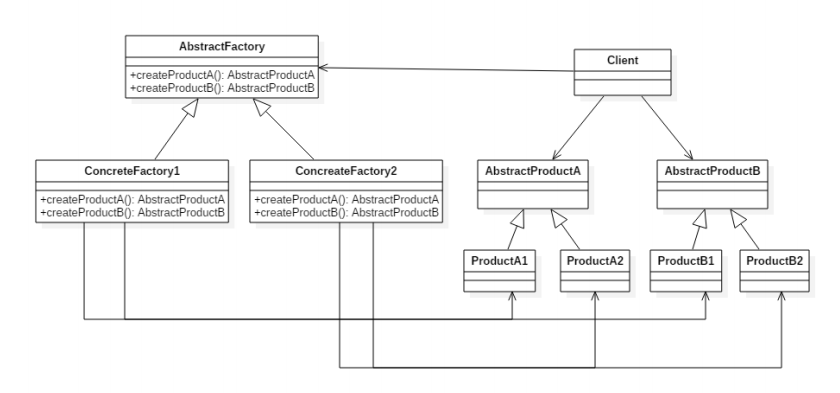 AbstractFactory
+createProductA(): AbstractProductA
+createProductB(): AbstractProductB
Client
ConcreteFactory1
+createProductA(): AbstractProductA
+createProductB(): AbstractProductB
ConcreateFactory2
+createProductA(): AbstractProductA
+createProductB(): AbstractProductB
AbstractProductA
AbstractProductB
ProductA1
ProductA2
ProductB1
ProductB2